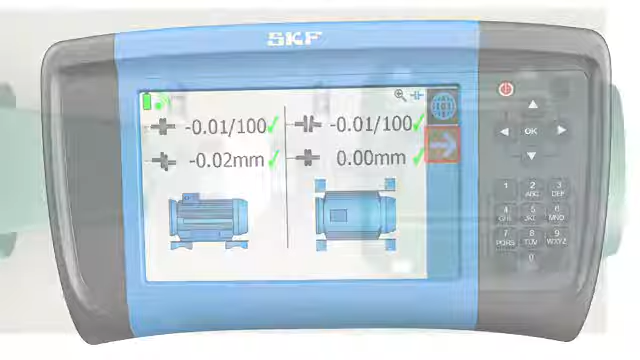 SKF
-0.01/100 -0.01/100
-0.02mm 0.00mm
OK
1 2 3
ABC DEF
4 5 6
GHI JKL MNO
7 8 9
PQRS TUV WXYZ
0